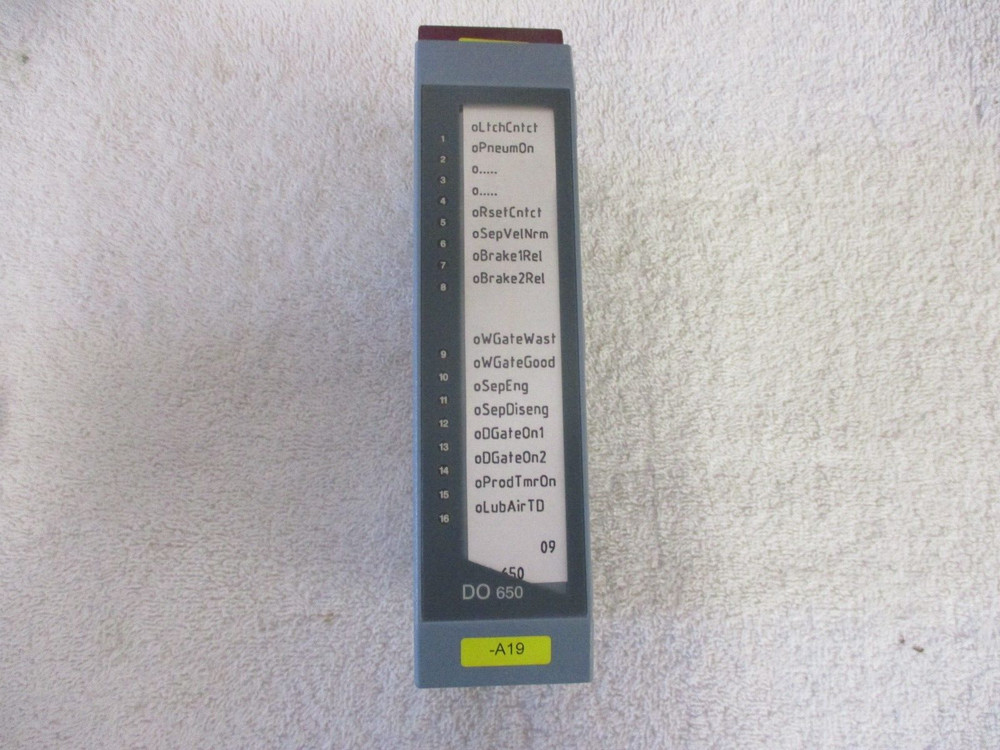 1 oLtchCntct
2 oPneumOn
3 o.....
4 o.....
5 oRsetCntct
6 oSepVelNrm
7 oBrake1Rel
8 oBrake2Rel
9 oWGateWast
10 oWGateGood
11 oSepEng
12 oSepDiseng
13 oDGateOn1
14 oDGateOn2
15 oProdTmrOn
16 oLubAirTD
09
650
DO 650
-A19